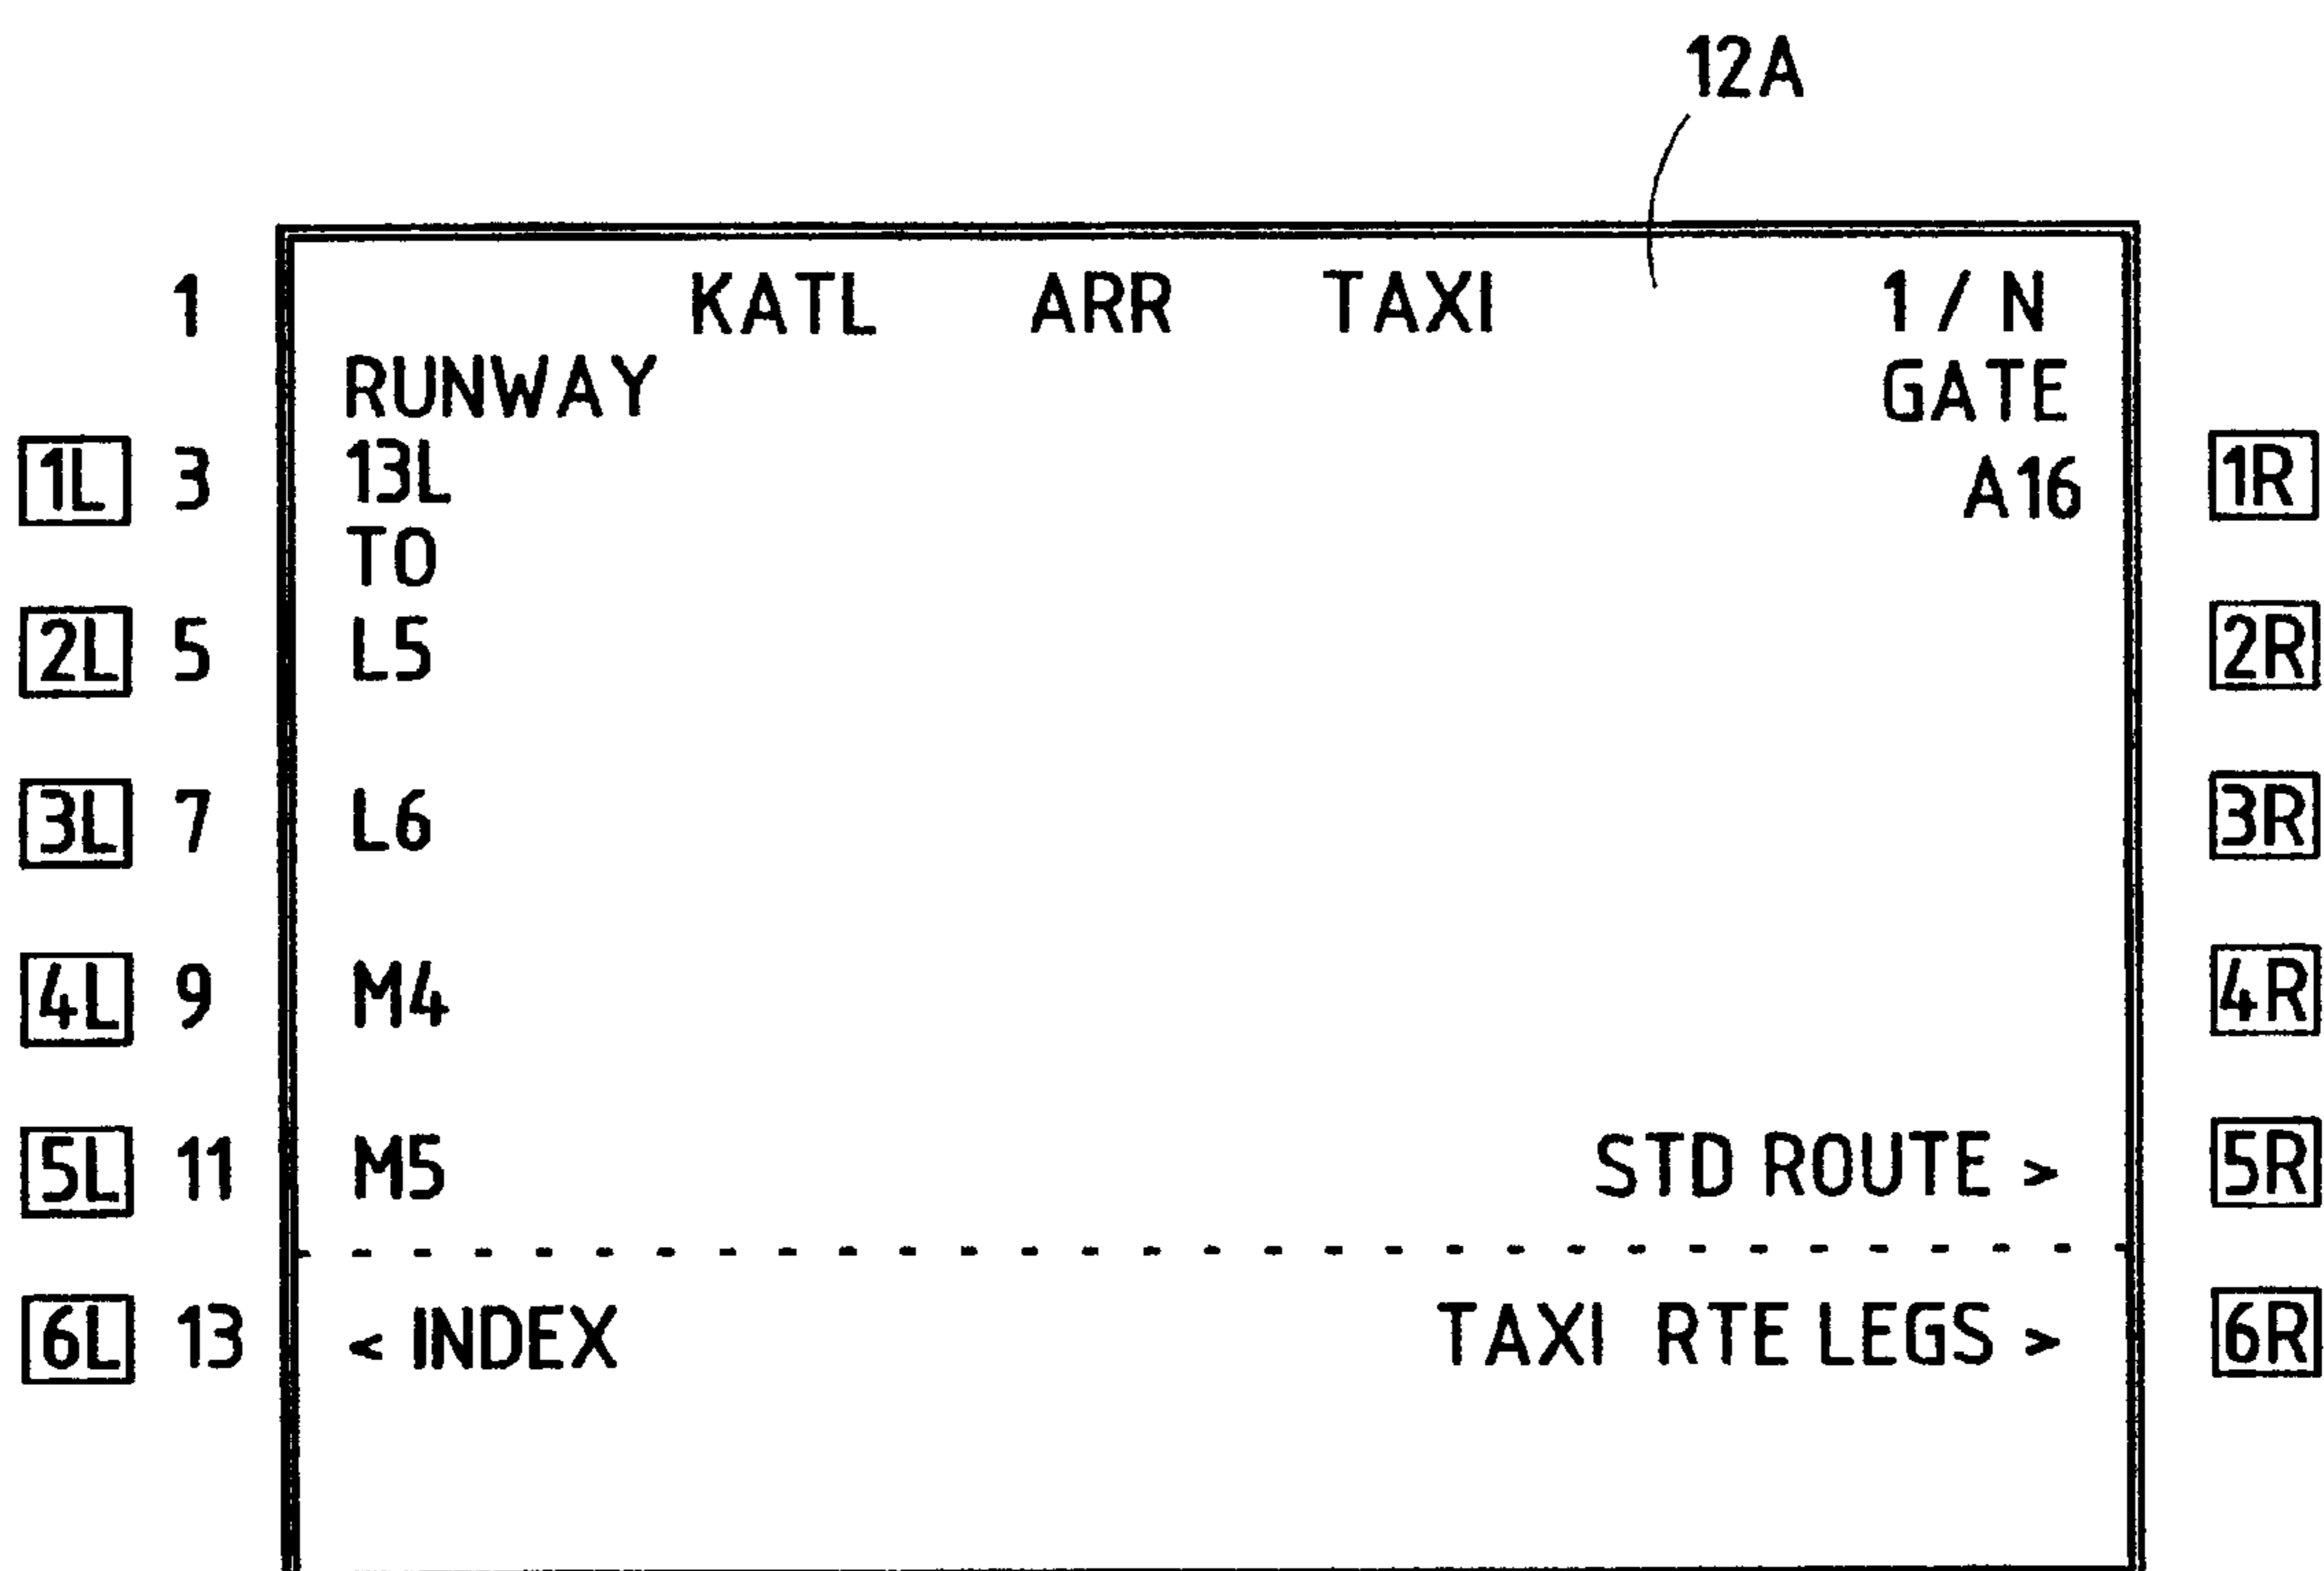 12A
1 KATL ARR TAXI 1 / N
RUNWAY GATE
1L 3 13L A16 1R
TO
2L 5 L5 2R
3L 7 L6 3R
4L 9 M4 4R
5L 11 M5 STD ROUTE > 5R
6L 13 < INDEX TAXI RTE LEGS > 6R